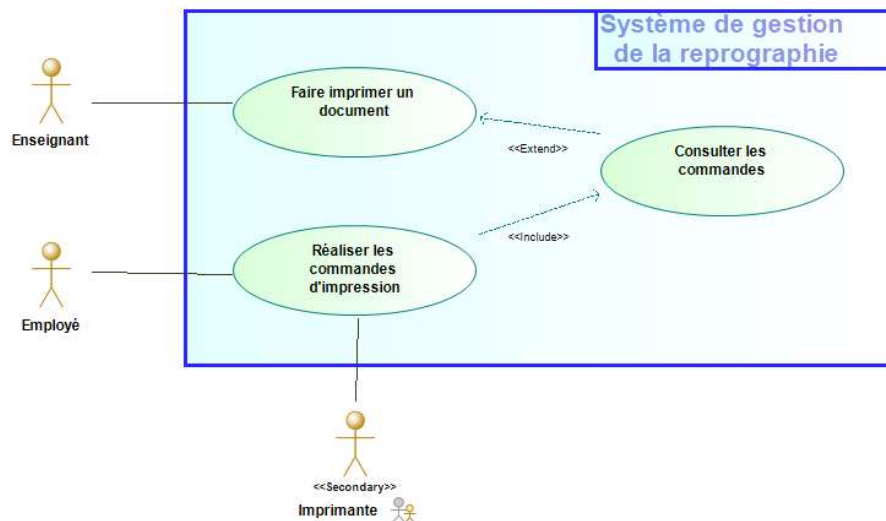 Système de gestion
de la reprographie
Faire imprimer un
document
Enseignant
<<Extend>>
Consulter les
commandes
<<Include>>
Réaliser les
commandes
d'impression
Employé
<<Secondary>>
Imprimante